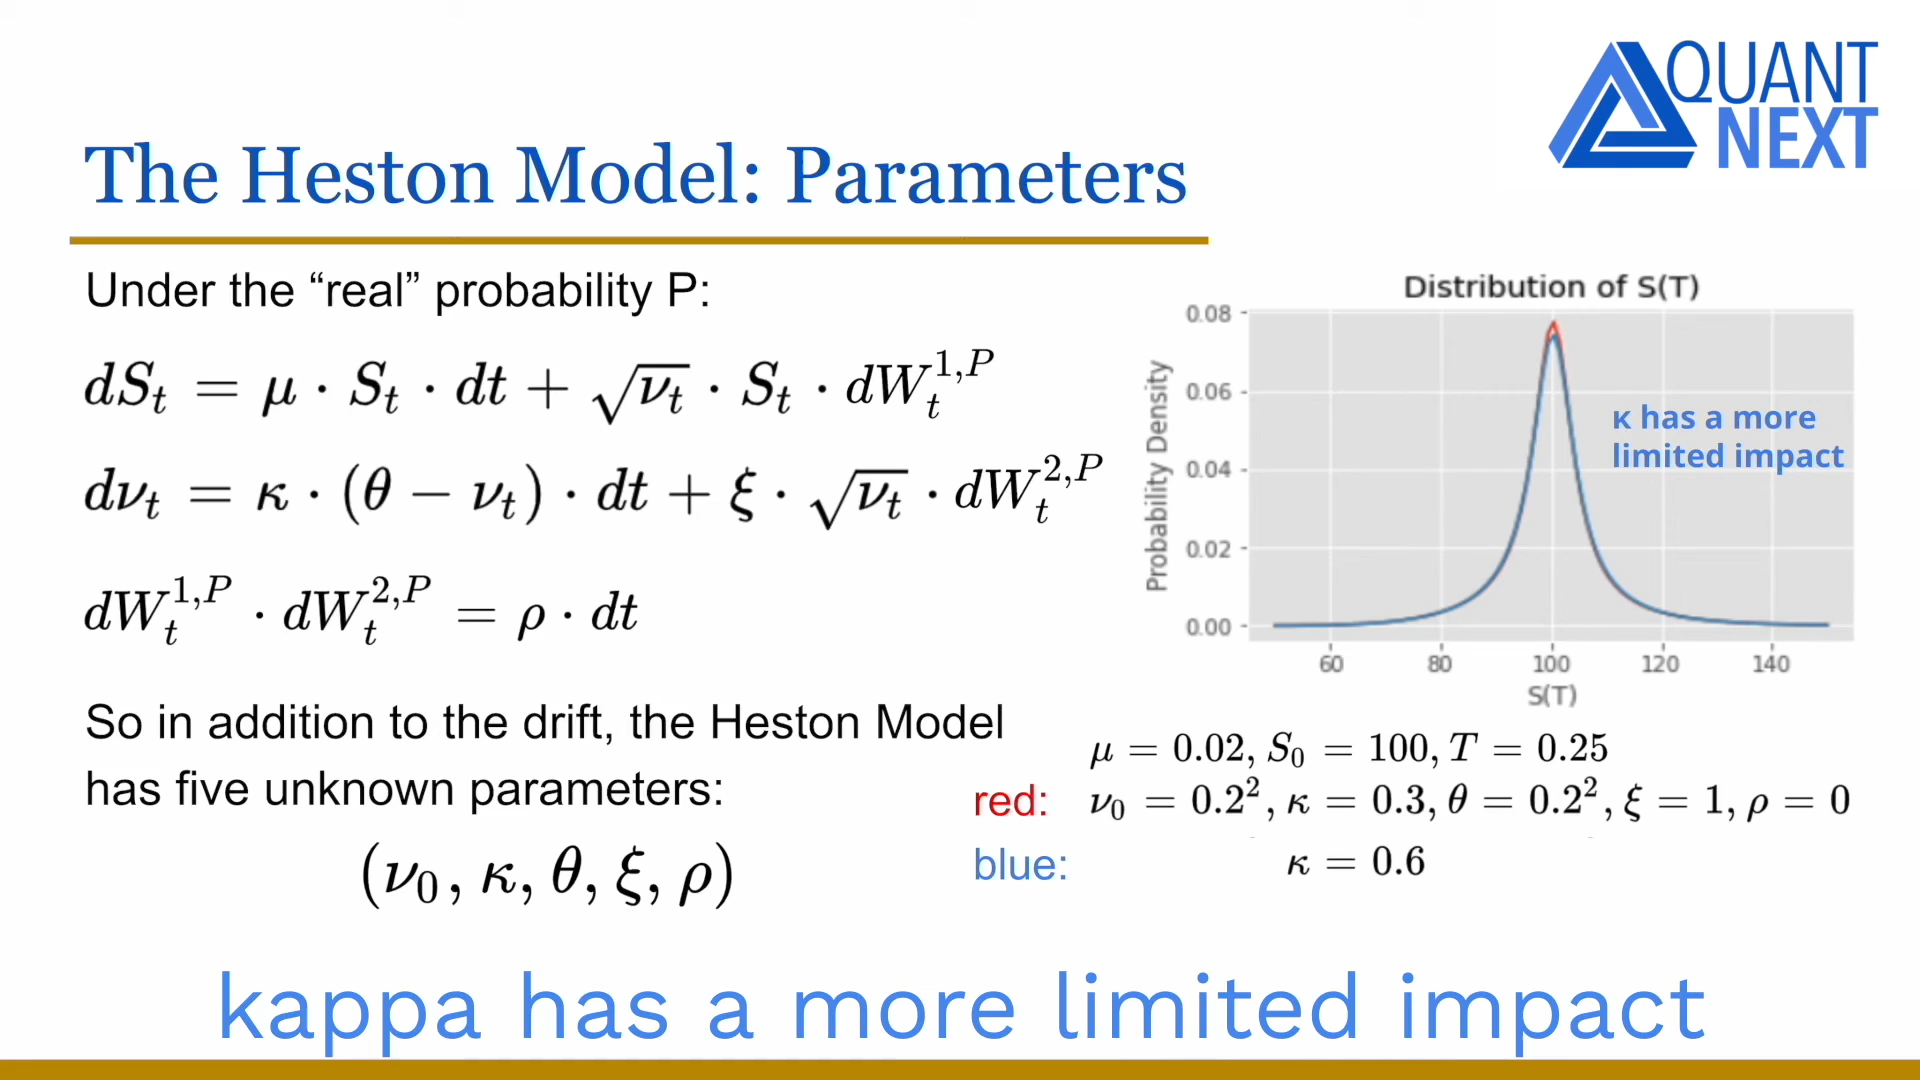 QUANT
NEXT
The Heston Model: Parameters
Under the “real” probability P:
dS_t = μ · S_t · dt + √ν_t · S_t · dW_t^{1,P}
dν_t = κ · (θ − ν_t) · dt + ξ · √ν_t · dW_t^{2,P}
dW_t^{1,P} · dW_t^{2,P} = ρ · dt
So in addition to the drift, the Heston Model
has five unknown parameters:
(ν_0, κ, θ, ξ, ρ)
Distribution of S(T)
Probability Density
0.08
0.06
0.04
0.02
0.00
κ has a more
limited impact
60 80 100 120 140
S(T)
μ = 0.02, S_0 = 100, T = 0.25
red: ν_0 = 0.2², κ = 0.3, θ = 0.2², ξ = 1, ρ = 0
blue: κ = 0.6
kappa has a more limited impact